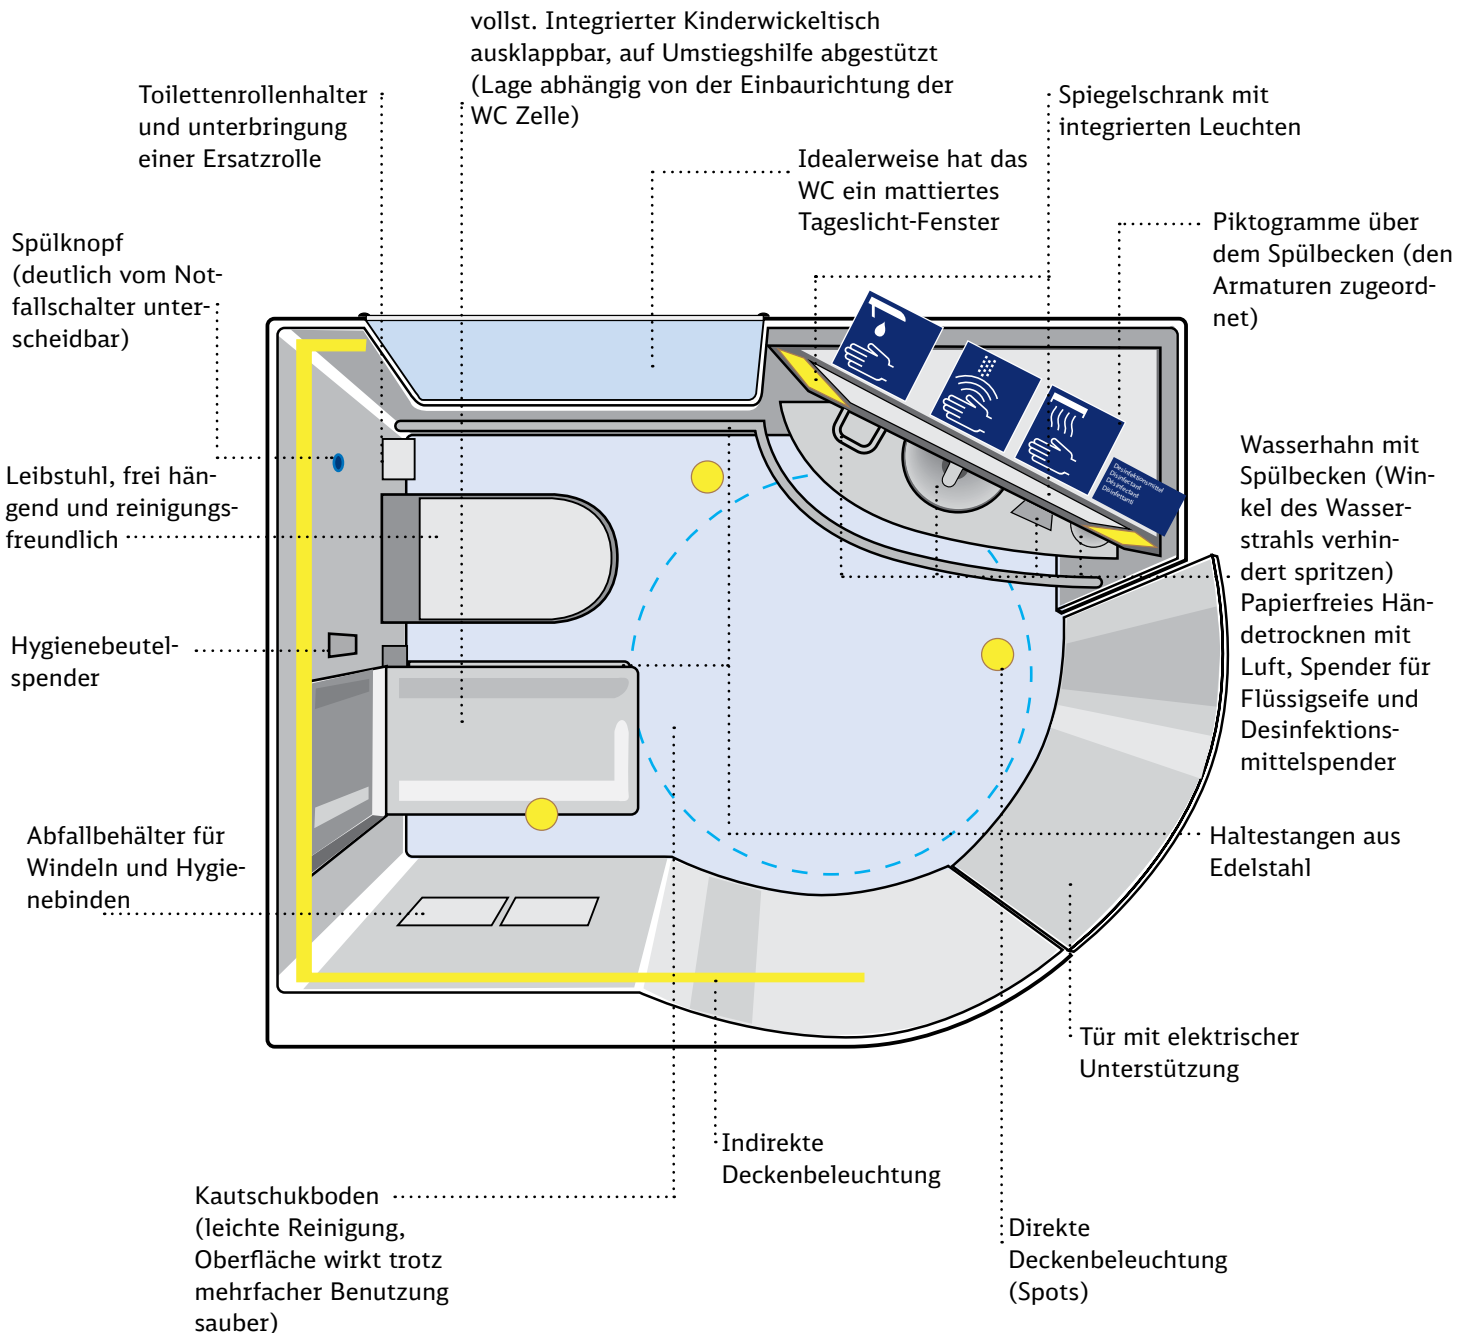 vollst. Integrierter Kinderwickeltisch
ausklappbar, auf Umstiegshilfe abgestützt
(Lage abhängig von der Einbaurichtung der
WC Zelle)
Toilettenrollenhalter
und unterbringung
einer Ersatzrolle
Spiegelschrank mit
integrierten Leuchten
Idealerweise hat das
WC ein mattiertes
Tageslicht-Fenster
Piktogramme über
dem Spülbecken (den
Armaturen zugeord-
net)
Spülknopf
(deutlich vom Not-
fallschalter unter-
scheidbar)
Desinfektionsmittel
Disinfectant
Désinfectant
Disinfettanti
Leibstuhl, frei hän-
gend und reinigungs-
freundlich
Wasserhahn mit
Spülbecken (Win-
kel des Wasser-
strahls verhin-
dert spritzen)
Papierfreies Hän-
detrocknen mit
Luft, Spender für
Flüssigseife und
Desinfektions-
mittelspender
Hygienebeutel-
spender
Abfallbehälter für
Windeln und Hygie-
nebinden
Haltestangen aus
Edelstahl
Tür mit elektrischer
Unterstützung
Indirekte
Deckenbeleuchtung
Kautschukboden
(leichte Reinigung,
Oberfläche wirkt trotz
mehrfacher Benutzung
sauber)
Direkte
Deckenbeleuchtung
(Spots)